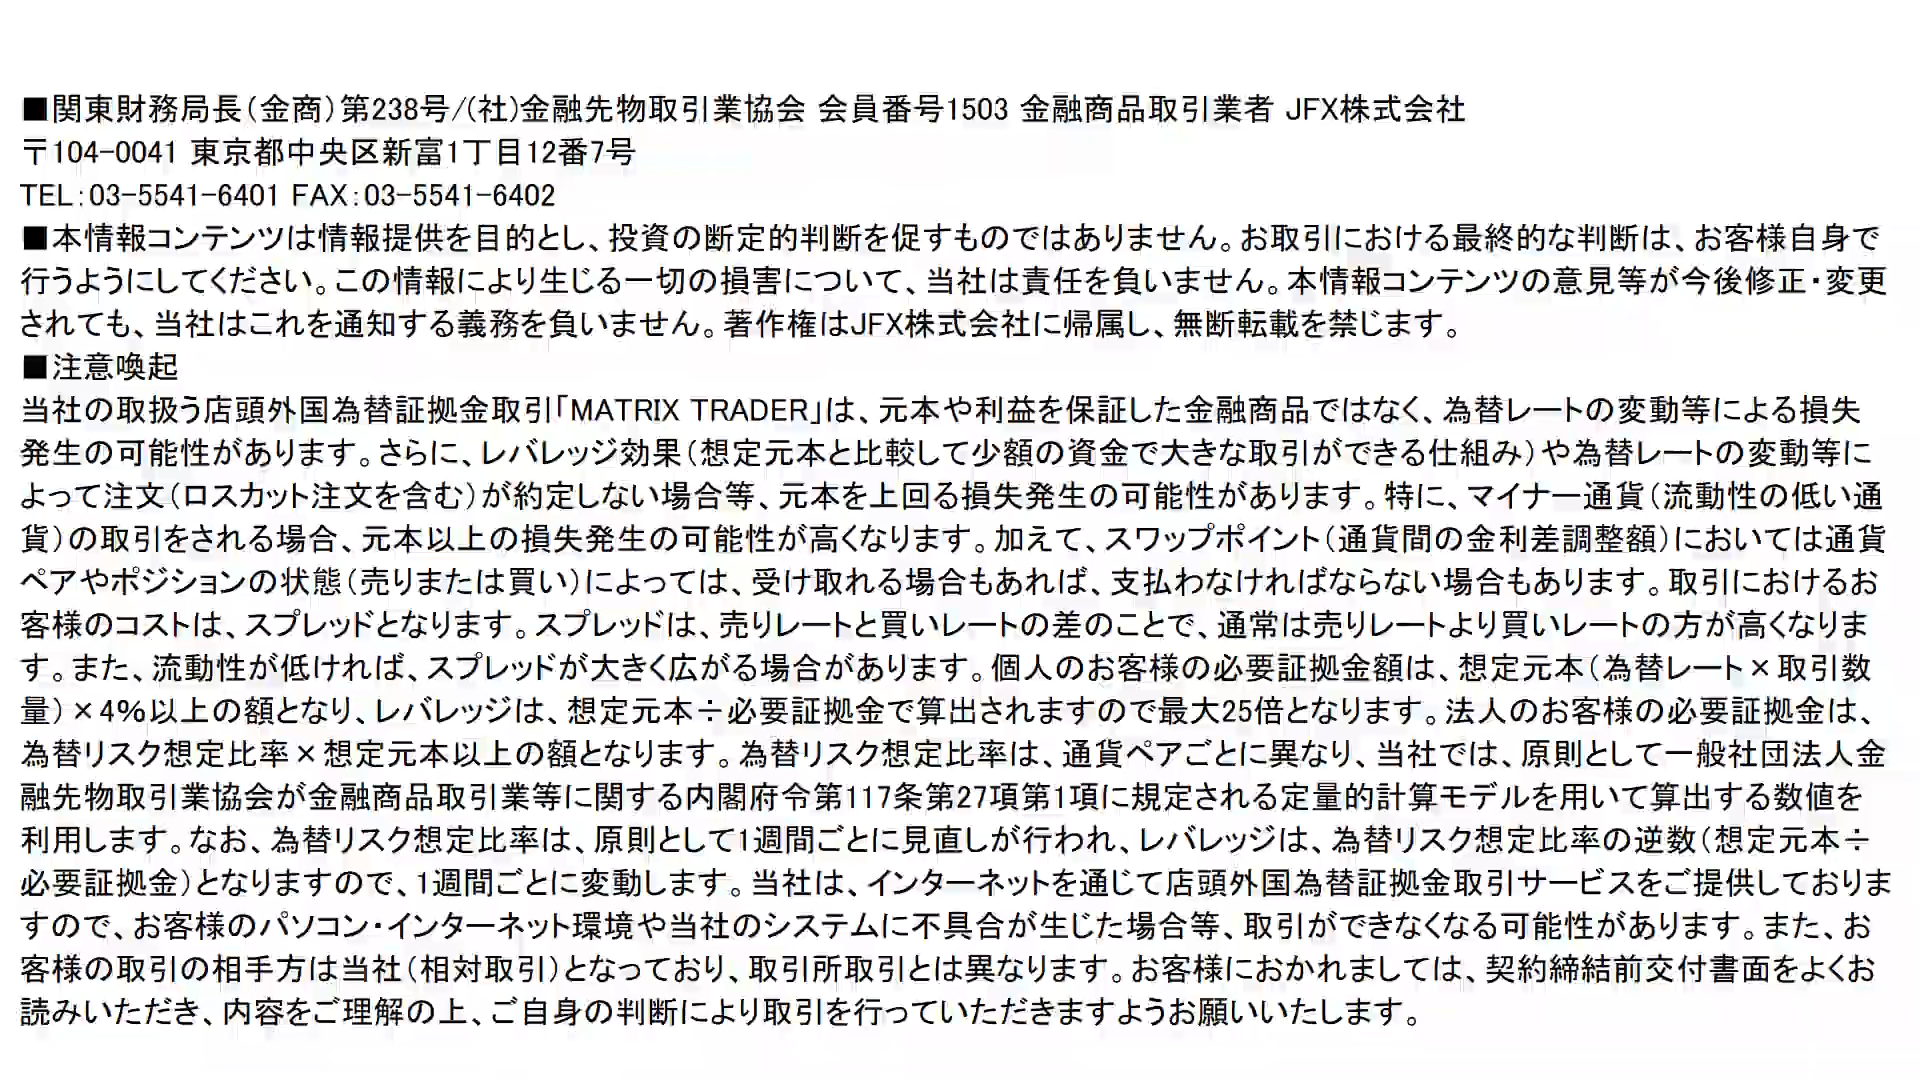 ■関東財務局長(金商)第238号/(社)金融先物取引業協会 会員番号1503 金融商品取引業者 JFX株式会社
〒104-0041 東京都中央区新富1丁目12番7号
TEL:03-5541-6401 FAX:03-5541-6402
■本情報コンテンツは情報提供を目的とし、投資の断定的判断を促すものではありません。お取引における最終的な判断は、お客様自身で
行うようにしてください。この情報により生じる一切の損害について、当社は責任を負いません。本情報コンテンツの意見等が今後修正・変更
されても、当社はこれを通知する義務を負いません。著作権はJFX株式会社に帰属し、無断転載を禁じます。
■注意喚起
当社の取扱う店頭外国為替証拠金取引「MATRIX TRADER」は、元本や利益を保証した金融商品ではなく、為替レートの変動等による損失
発生の可能性があります。さらに、レバレッジ効果(想定元本と比較して少額の資金で大きな取引ができる仕組み)や為替レートの変動等に
よって注文(ロスカット注文を含む)が約定しない場合等、元本を上回る損失発生の可能性があります。特に、マイナー通貨(流動性の低い通
貨)の取引をされる場合、元本以上の損失発生の可能性が高くなります。加えて、スワップポイント(通貨間の金利差調整額)においては通貨
ペアやポジションの状態(売りまたは買い)によっては、受け取れる場合もあれば、支払わなければならない場合もあります。取引におけるお
客様のコストは、スプレッドとなります。スプレッドは、売りレートと買いレートの差のことで、通常は売りレートより買いレートの方が高くなりま
す。また、流動性が低ければ、スプレッドが大きく広がる場合があります。個人のお客様の必要証拠金額は、想定元本(為替レート×取引数
量)×4%以上の額となり、レバレッジは、想定元本÷必要証拠金で算出されますので最大25倍となります。法人のお客様の必要証拠金は、
為替リスク想定比率×想定元本以上の額となります。為替リスク想定比率は、通貨ペアごとに異なり、当社では、原則として一般社団法人金
融先物取引業協会が金融商品取引業等に関する内閣府令第117条第27項第1項に規定される定量的計算モデルを用いて算出する数値を
利用します。なお、為替リスク想定比率は、原則として1週間ごとに見直しが行われ、レバレッジは、為替リスク想定比率の逆数(想定元本÷
必要証拠金)となりますので、1週間ごとに変動します。当社は、インターネットを通じて店頭外国為替証拠金取引サービスをご提供しておりま
すので、お客様のパソコン・インターネット環境や当社のシステムに不具合が生じた場合等、取引ができなくなる可能性があります。また、お
客様の取引の相手方は当社(相対取引)となっており、取引所取引とは異なります。お客様におかれましては、契約締結前交付書面をよくお
読みいただき、内容をご理解の上、ご自身の判断により取引を行っていただきますようお願いいたします。